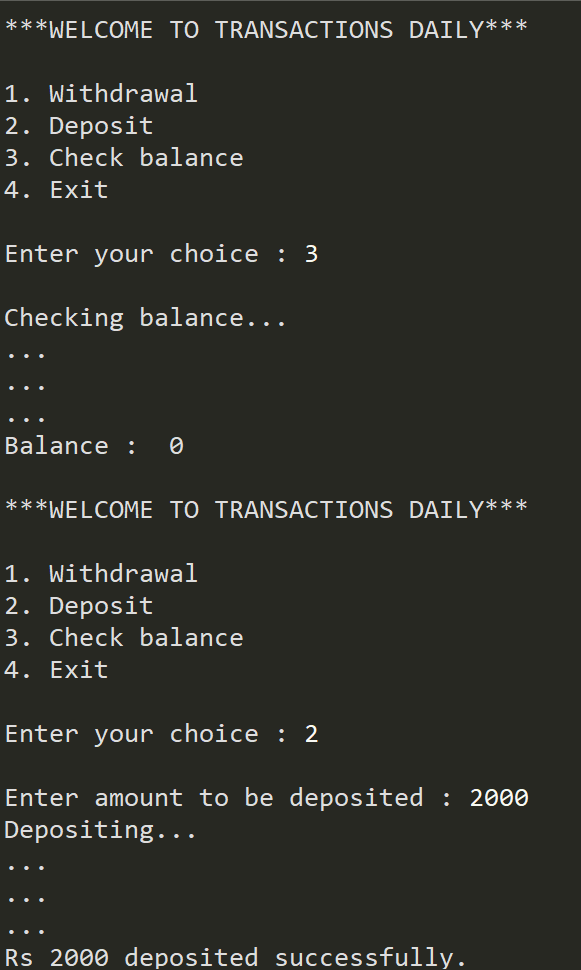 ***WELCOME TO TRANSACTIONS DAILY***
1. Withdrawal
2. Deposit
3. Check balance
4. Exit
Enter your choice : 3
Checking balance...
...
...
...
Balance :  0
***WELCOME TO TRANSACTIONS DAILY***
1. Withdrawal
2. Deposit
3. Check balance
4. Exit
Enter your choice : 2
Enter amount to be deposited : 2000
Depositing...
...
...
...
Rs 2000 deposited successfully.